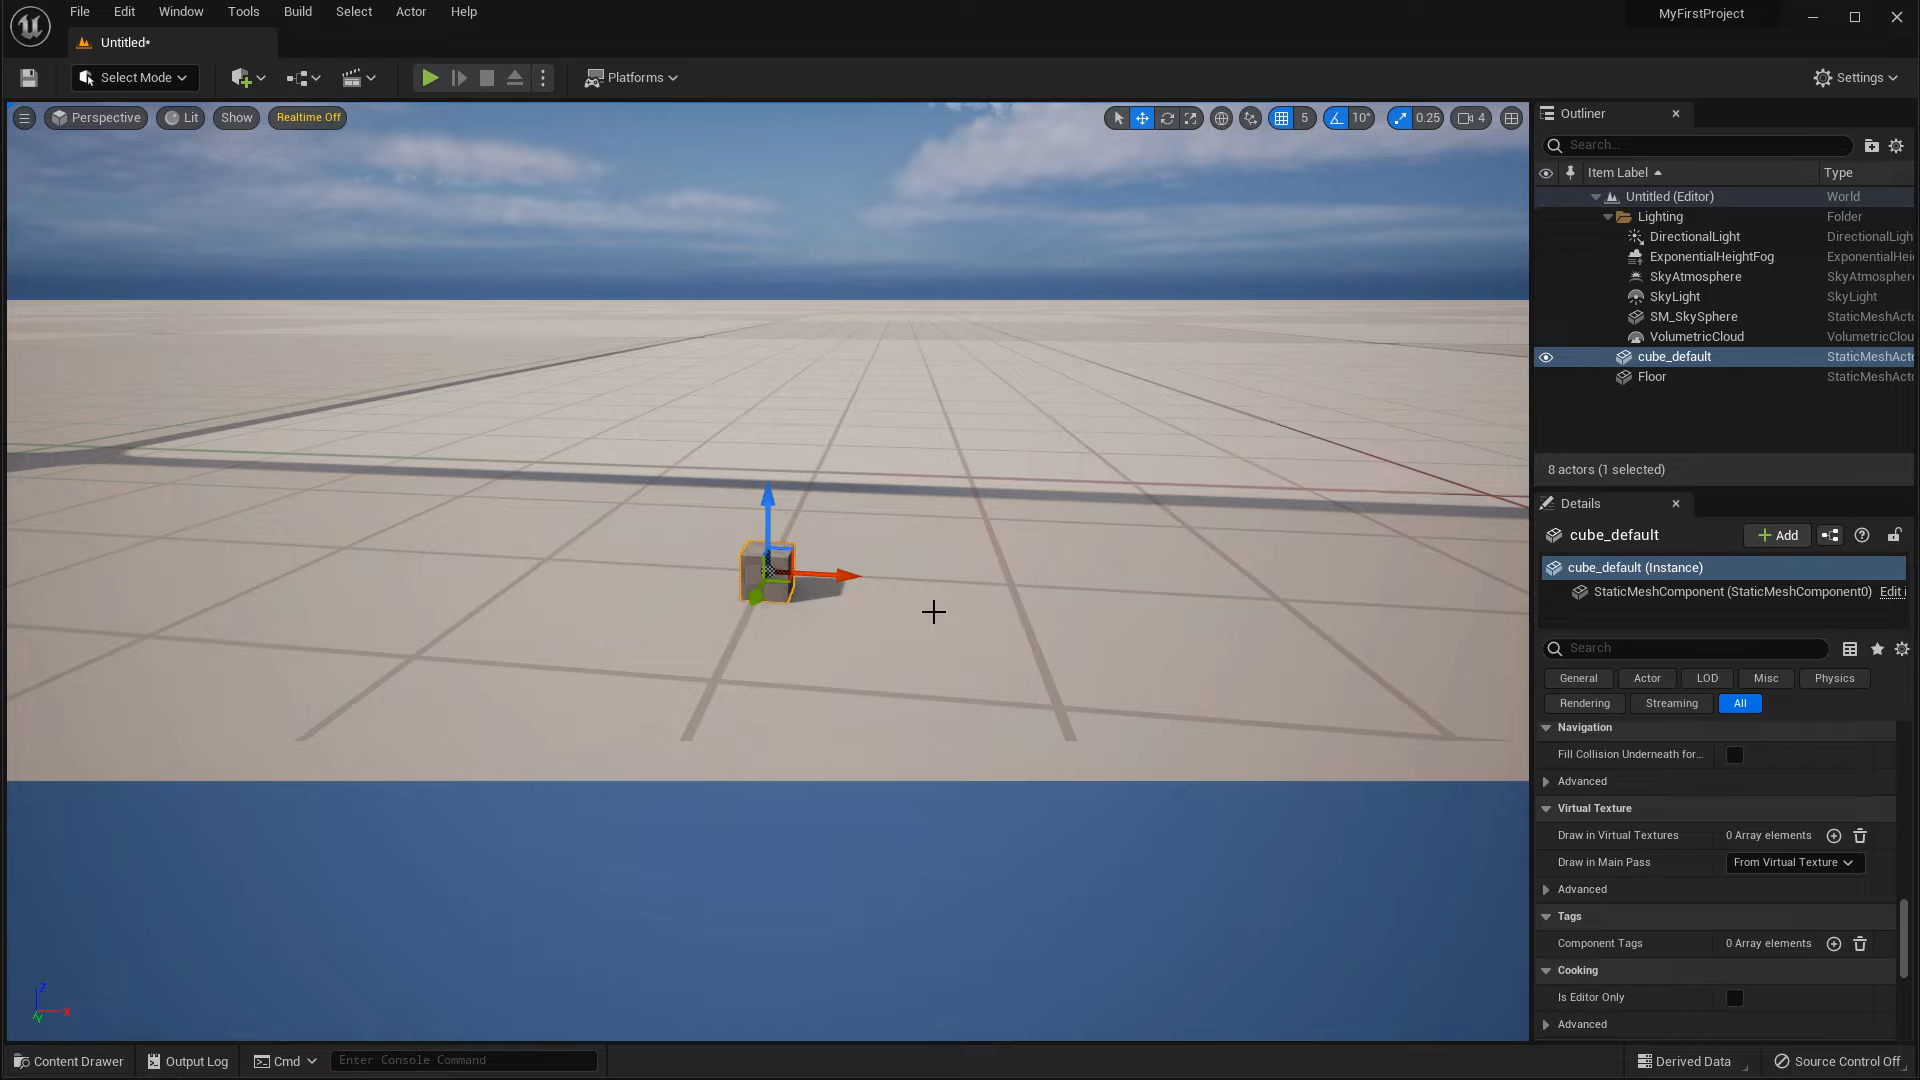 File Edit Window Tools Build Select Actor Help
MyFirstProject
Untitled*
Select Mode
Platforms
Settings
Perspective Lit Show Realtime Off
5 10° 0.25 4
Outliner
Search...
Item Label Type
Untitled (Editor) World
Lighting Folder
DirectionalLight DirectionalLigh
ExponentialHeightFog ExponentialHei
SkyAtmosphere SkyAtmosphere
SkyLight SkyLight
SM_SkySphere StaticMeshActo
VolumetricCloud VolumetricClou
cube_default StaticMeshActo
Floor StaticMeshActo
8 actors (1 selected)
Details
cube_default
Add
cube_default (Instance)
StaticMeshComponent (StaticMeshComponent0) Edit i
Search
General Actor LOD Misc Physics
Rendering Streaming All
Navigation
Fill Collision Underneath for...
Advanced
Virtual Texture
Draw in Virtual Textures 0 Array elements
Draw in Main Pass From Virtual Texture
Advanced
Tags
Component Tags 0 Array elements
Cooking
Is Editor Only
Advanced
Z
X
Y
Content Drawer Output Log Cmd Enter Console Command
Derived Data Source Control Off